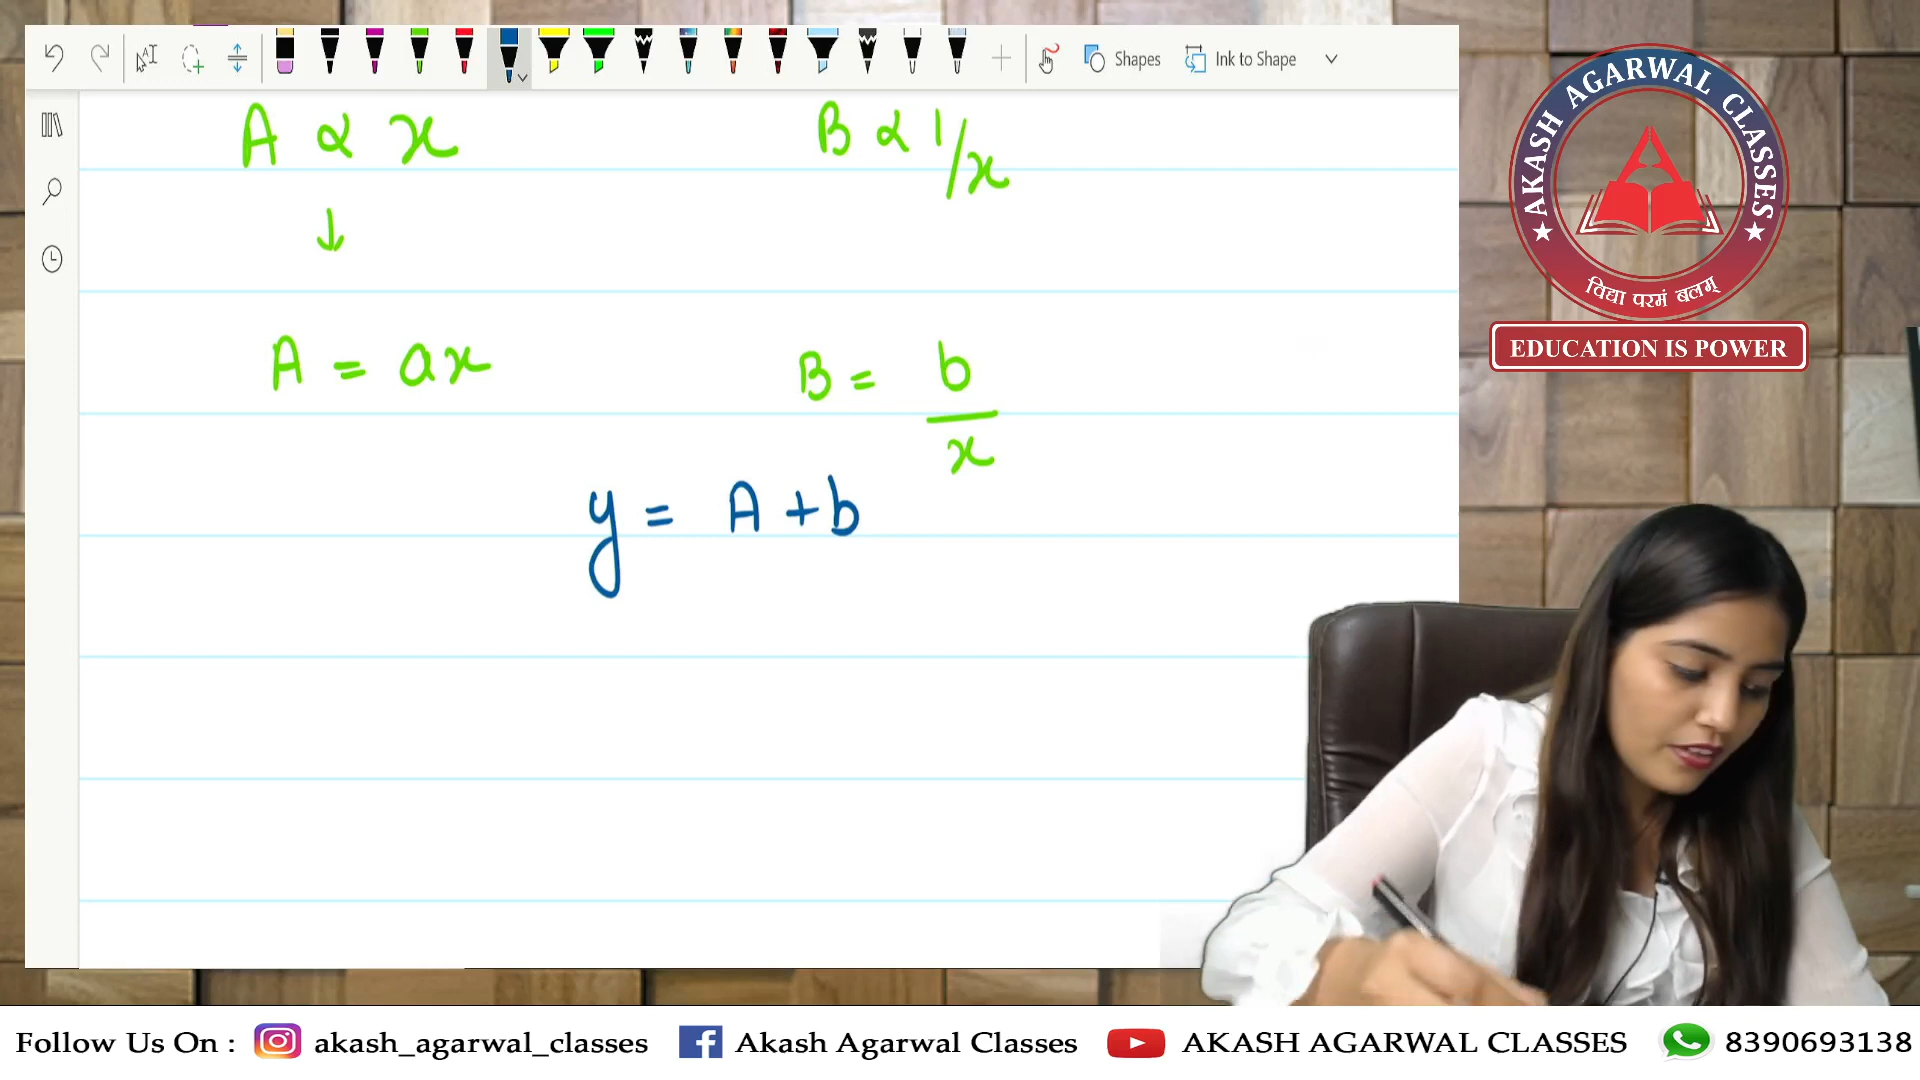 Shapes
Ink to Shape
A ∝ x
B ∝ 1/x
↓
A = ax
B = b/x
y = A + b
AKASH AGARWAL CLASSES
विद्या परमं बलम्
EDUCATION IS POWER
Follow Us On : akash_agarwal_classes Akash Agarwal Classes AKASH AGARWAL CLASSES 8390693138